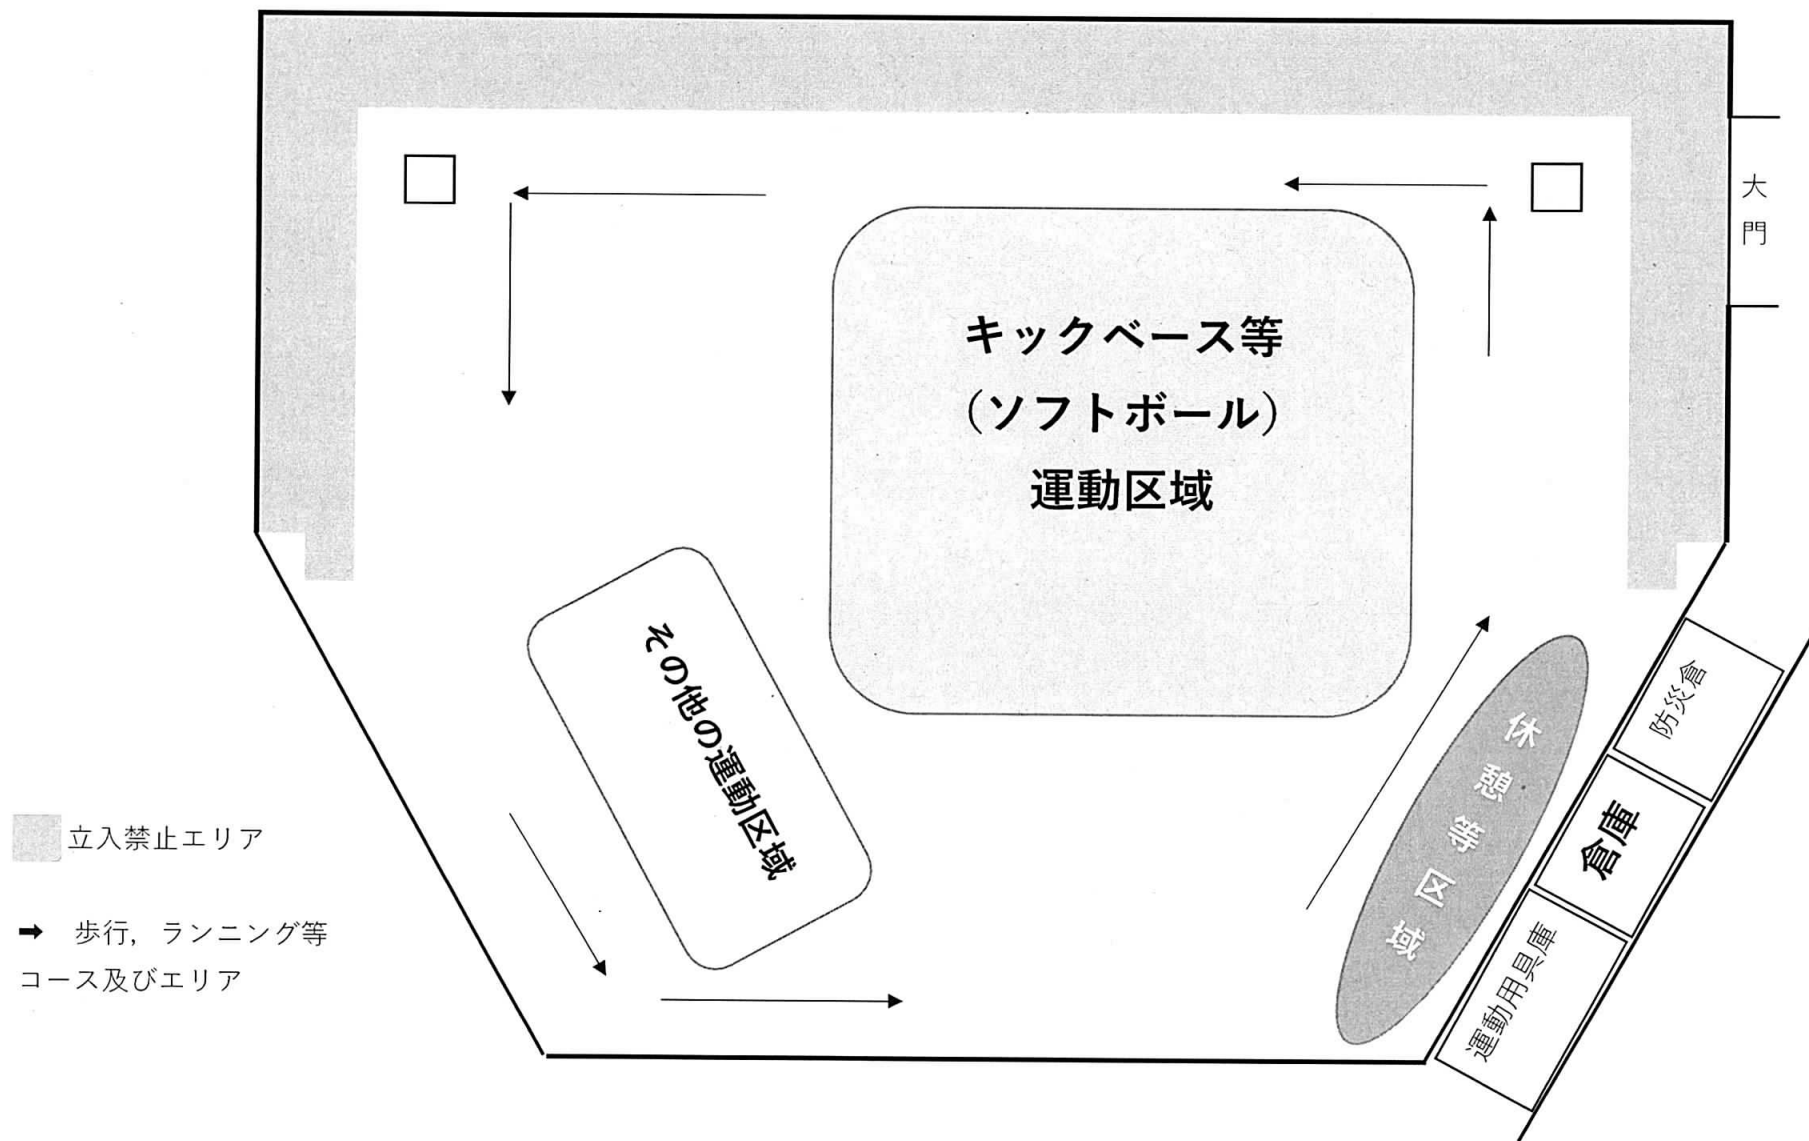 大門
キックベース等
（ソフトボール）
運動区域
その他の運動区域
休憩等区域
防災倉
倉庫
運動用具庫
立入禁止エリア
➡ 歩行，ランニング等
コース及びエリア